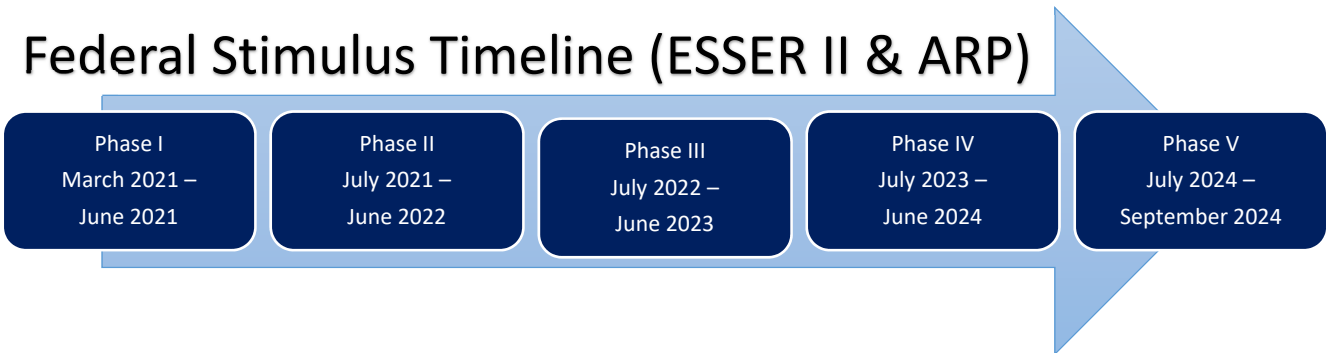 Federal Stimulus Timeline (ESSER II & ARP)
Phase I
March 2021 –
June 2021
Phase II
July 2021 –
June 2022
Phase III
July 2022 –
June 2023
Phase IV
July 2023 –
June 2024
Phase V
July 2024 –
September 2024